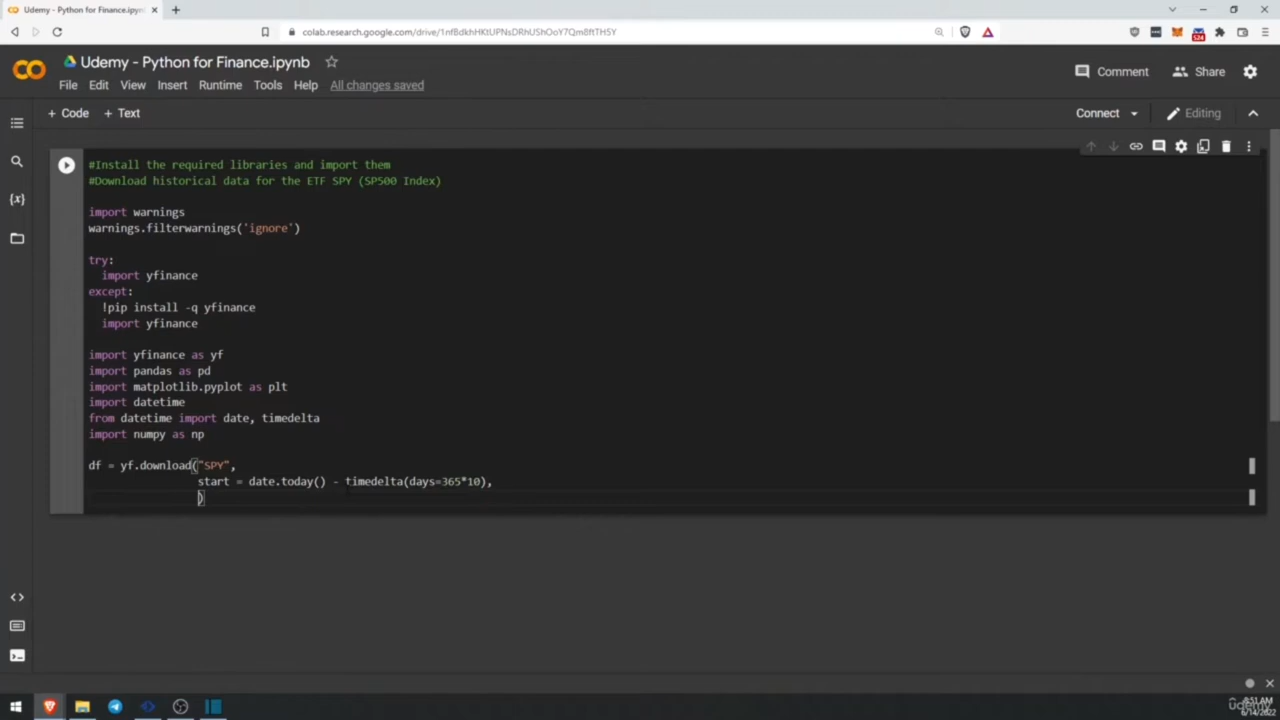 Udemy - Python for Finance.ipynb
colab.research.google.com/drive/1nfBdkhHKtUPNsDRhUShOoY7Qm8ftTH5Y
Udemy - Python for Finance.ipynb
File Edit View Insert Runtime Tools Help All changes saved
Comment Share
+ Code + Text
Connect Editing
#Install the required libraries and import them
#Download historical data for the ETF SPY (SP500 Index)
import warnings
warnings.filterwarnings('ignore')
try:
import yfinance
except:
!pip install -q yfinance
import yfinance
import yfinance as yf
import pandas as pd
import matplotlib.pyplot as plt
import datetime
from datetime import date, timedelta
import numpy as np
df = yf.download("SPY",
start = date.today() - timedelta(days=365*10),
)
6/14/2022